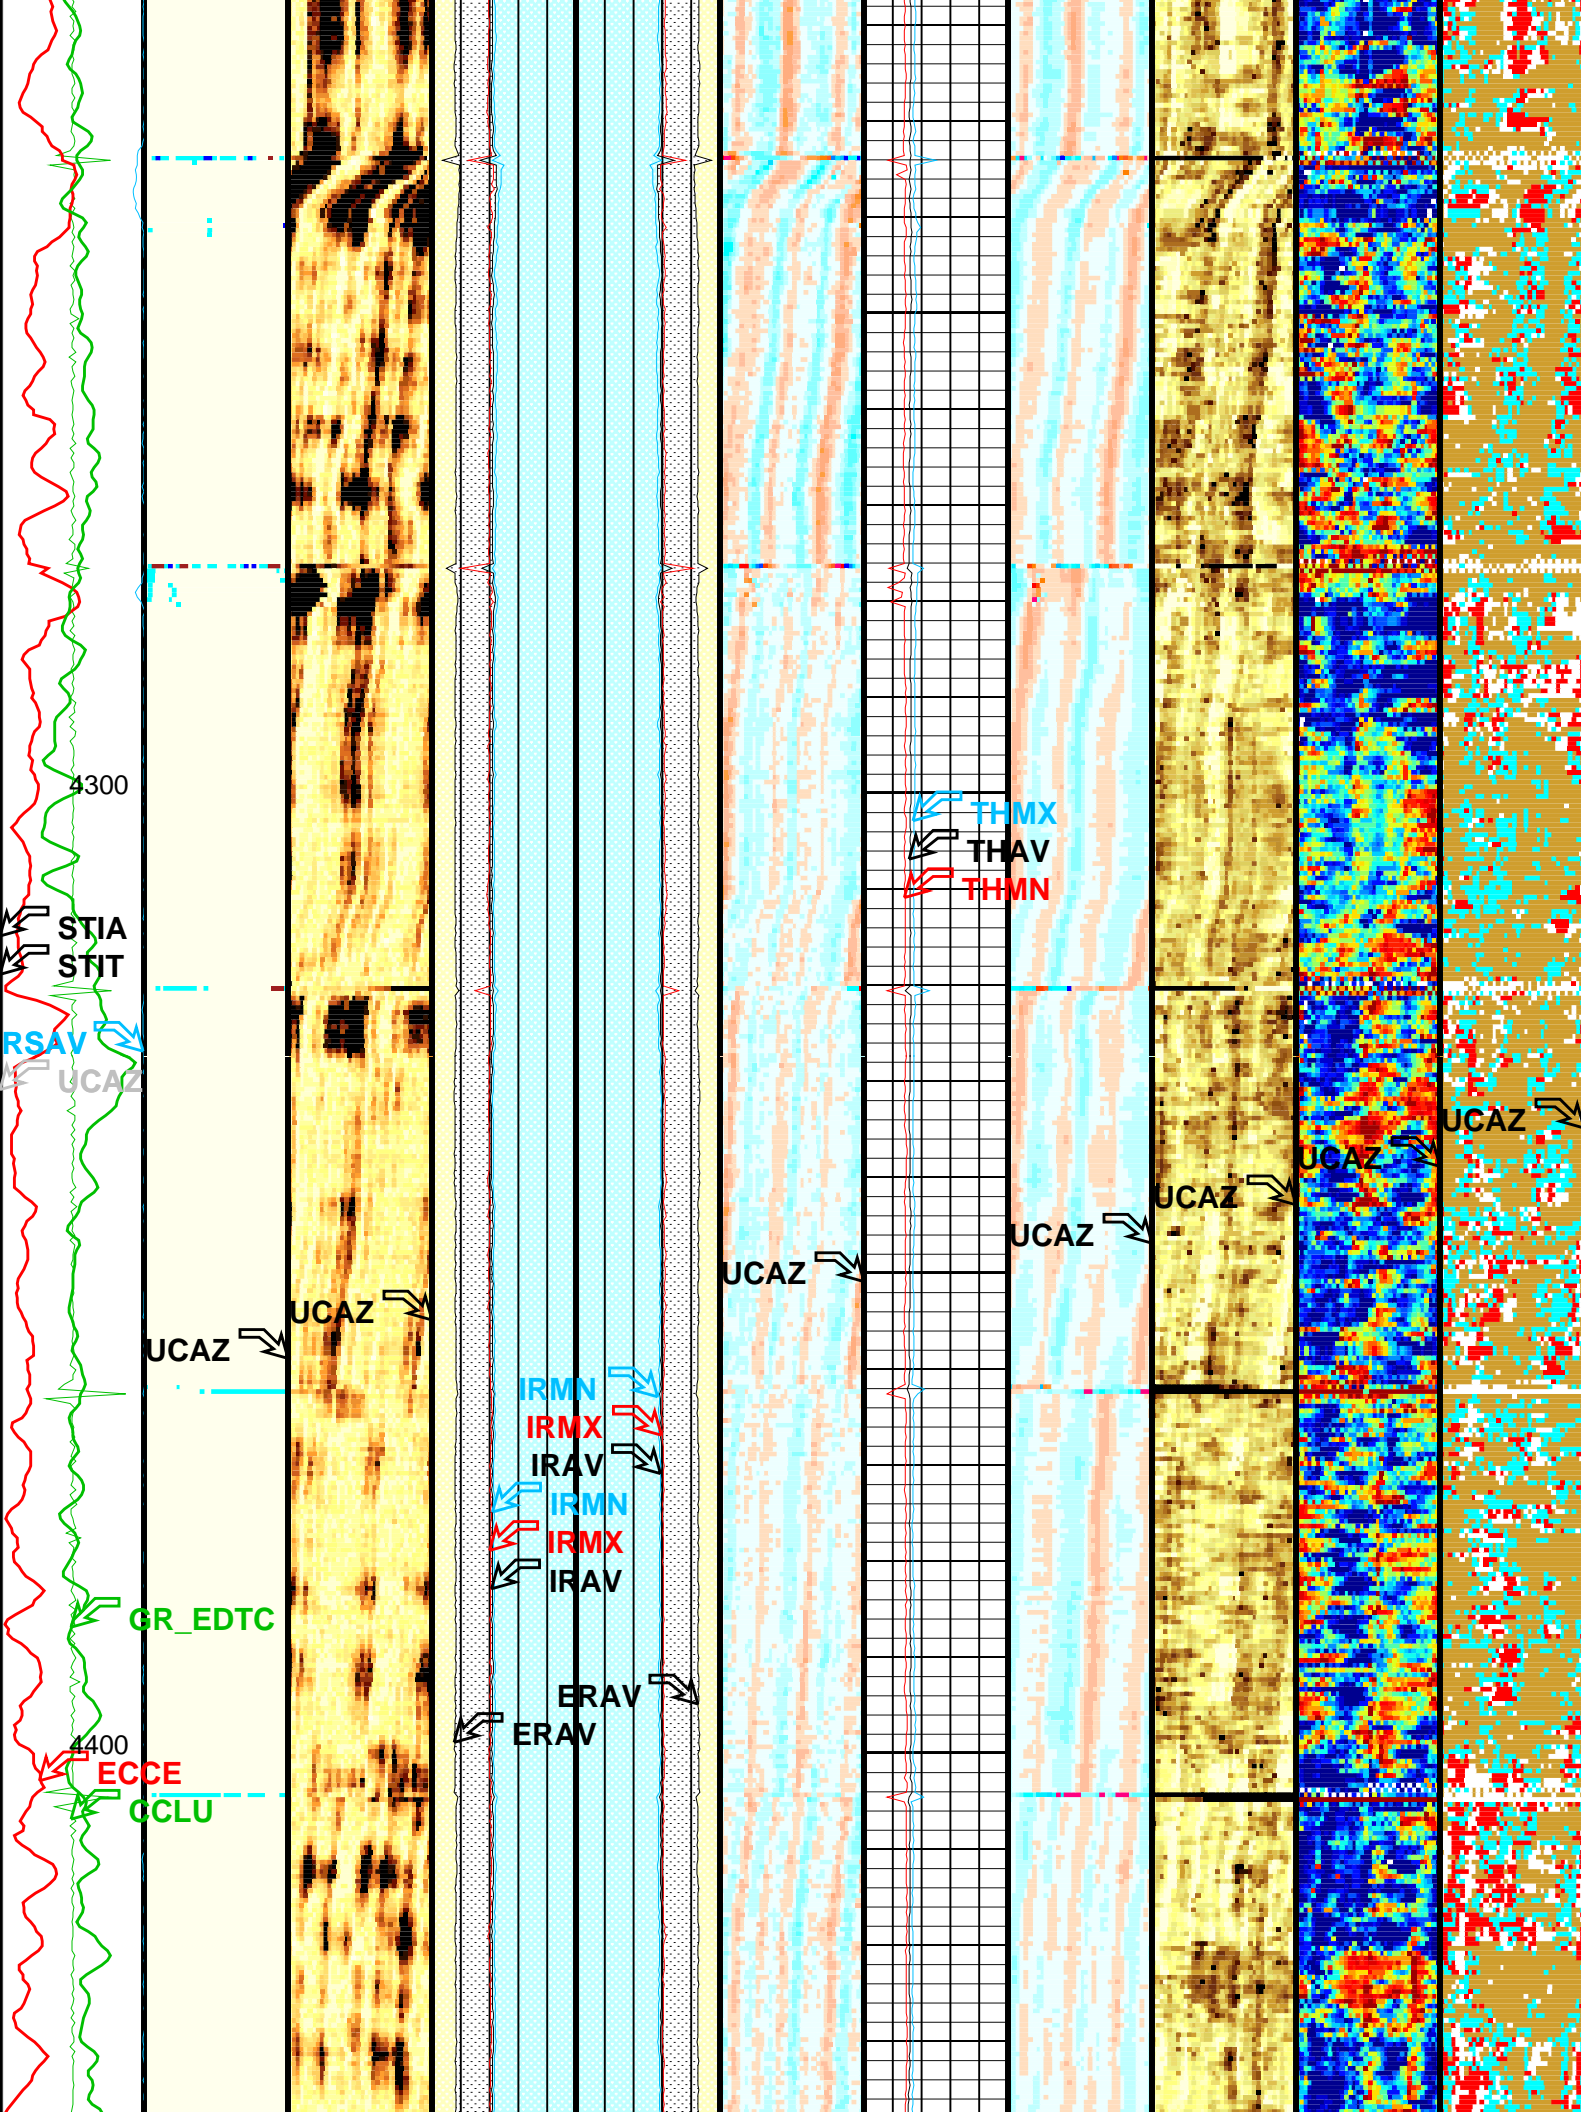 4300
THMX
THAV
THMN
STIA
STIT
RSAV
UCAZ
UCAZ
UCAZ
UCAZ
UCAZ
UCAZ
UCAZ
UCAZ
IRMN
IRMX
IRAV
IRMN
IRMX
IRAV
GR_EDTC
ERAV
ERAV
4400
ECCE
CCLU